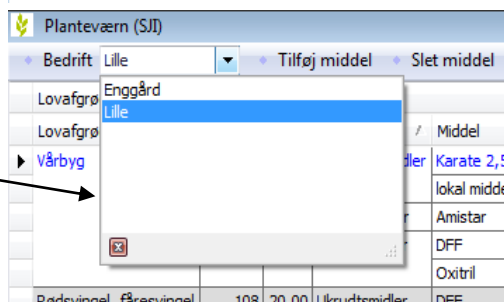 Planteværn (SJI)
Bedrift Lille Tilføj middel Slet middel
Enggård
Lille
Lovafgrø
Lovafgrø Middel
Vårbyg Karate 2,5
lokal midde
Amistar
DFF
Oxitril
Rødsvingel, fåresvingel 108 20,00 Ukrudtsmidler DFF